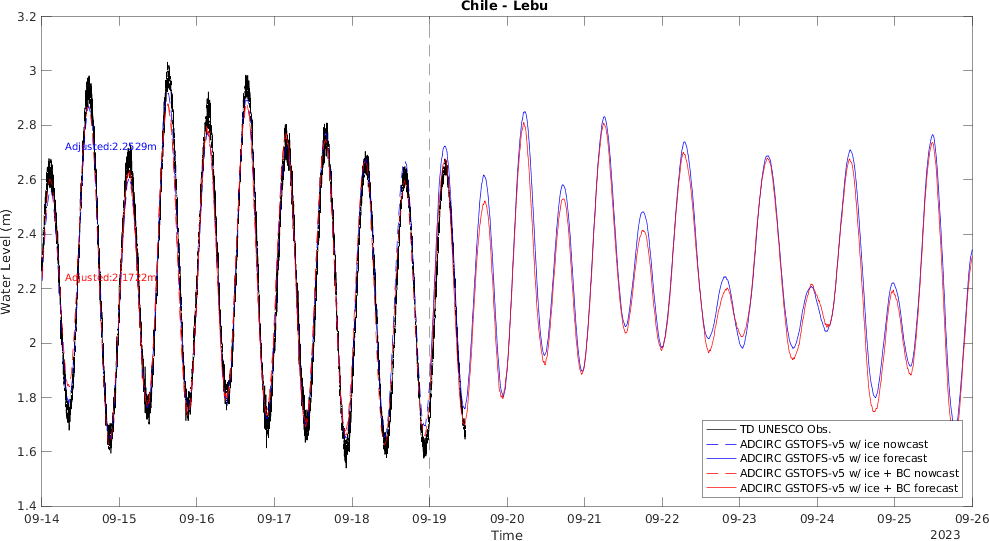 Chile - Lebu
3.2
3
2.8
2.6
2.4
2.2
2
1.8
1.6
1.4
Water Level (m)
Adjusted:2.2529m
Adjusted:2.1722m
TD UNESCO Obs.
ADCIRC GSTOFS-v5 w/ ice nowcast
ADCIRC GSTOFS-v5 w/ ice forecast
ADCIRC GSTOFS-v5 w/ ice + BC nowcast
ADCIRC GSTOFS-v5 w/ ice + BC forecast
09-14 09-15 09-16 09-17 09-18 09-19 09-20 09-21 09-22 09-23 09-24 09-25 09-26
Time
2023